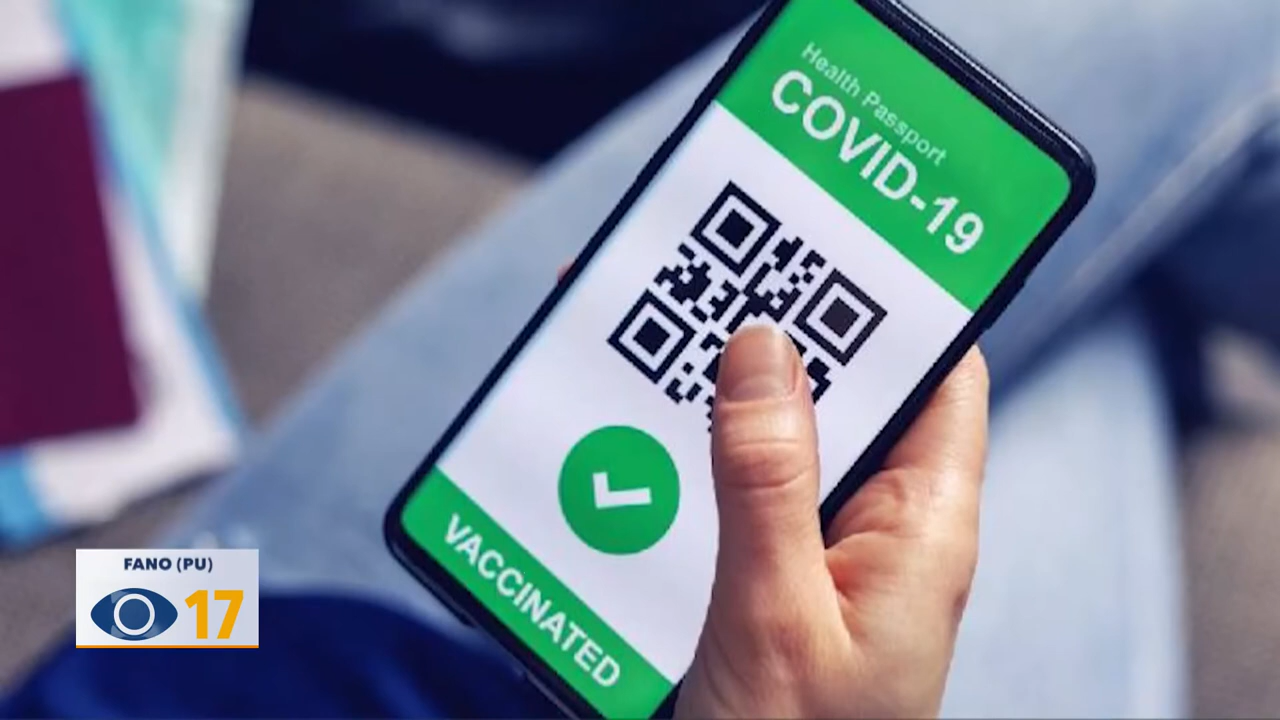 Health Passport
COVID-19
VACCINATED
FANO (PU)
17